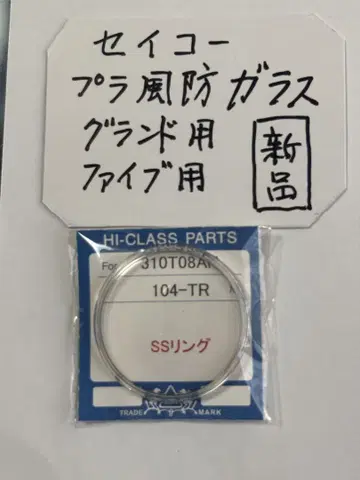 セイコー
プラ風防ガラス
グランド用
ファイブ用
新品
HI-CLASS PARTS
For 310T08A
104-TR
SSリング
TRADE MARK